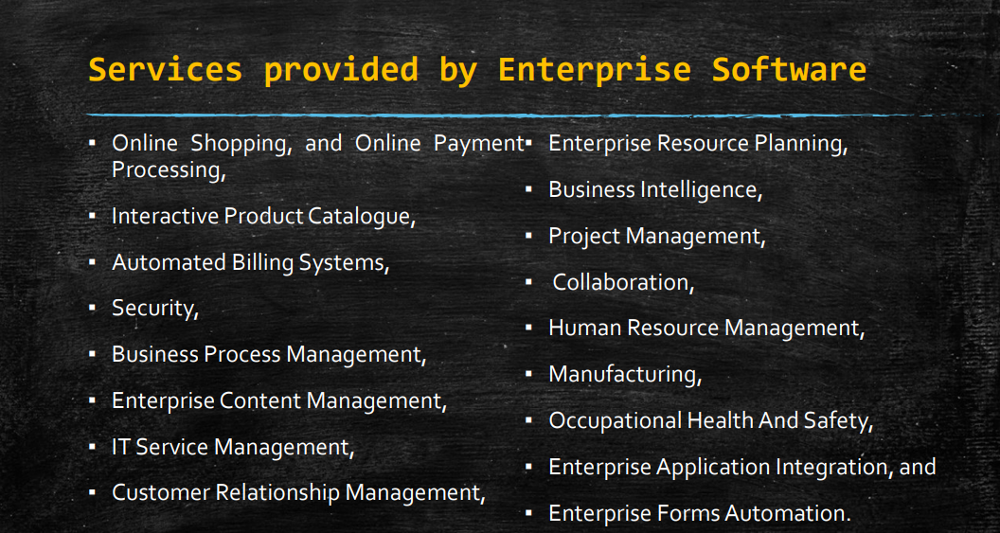 Services provided by Enterprise Software
▪ Online Shopping, and Online Payment
Processing,
▪ Interactive Product Catalogue,
▪ Automated Billing Systems,
▪ Security,
▪ Business Process Management,
▪ Enterprise Content Management,
▪ IT Service Management,
▪ Customer Relationship Management,
▪ Enterprise Resource Planning,
▪ Business Intelligence,
▪ Project Management,
▪ Collaboration,
▪ Human Resource Management,
▪ Manufacturing,
▪ Occupational Health And Safety,
▪ Enterprise Application Integration, and
▪ Enterprise Forms Automation.